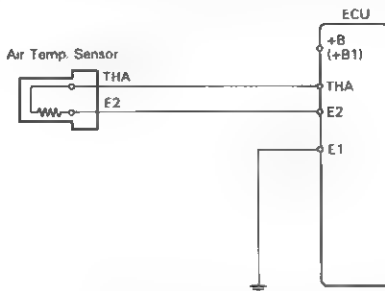 ECU
+B
(+B1)
Air Temp. Sensor
THA
THA
E2
E2
E1